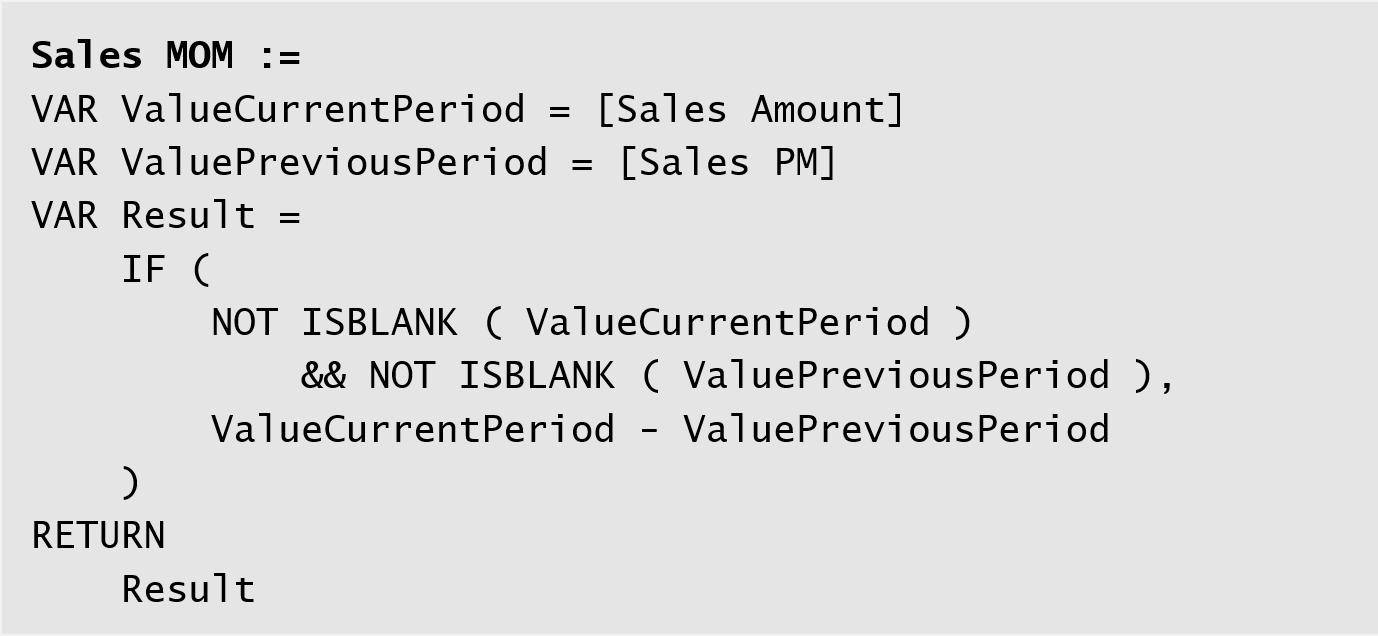 Sales MOM :=
VAR ValueCurrentPeriod = [Sales Amount]
VAR ValuePreviousPeriod = [Sales PM]
VAR Result =
    IF (
        NOT ISBLANK ( ValueCurrentPeriod )
            && NOT ISBLANK ( ValuePreviousPeriod ),
        ValueCurrentPeriod - ValuePreviousPeriod
    )
RETURN
    Result